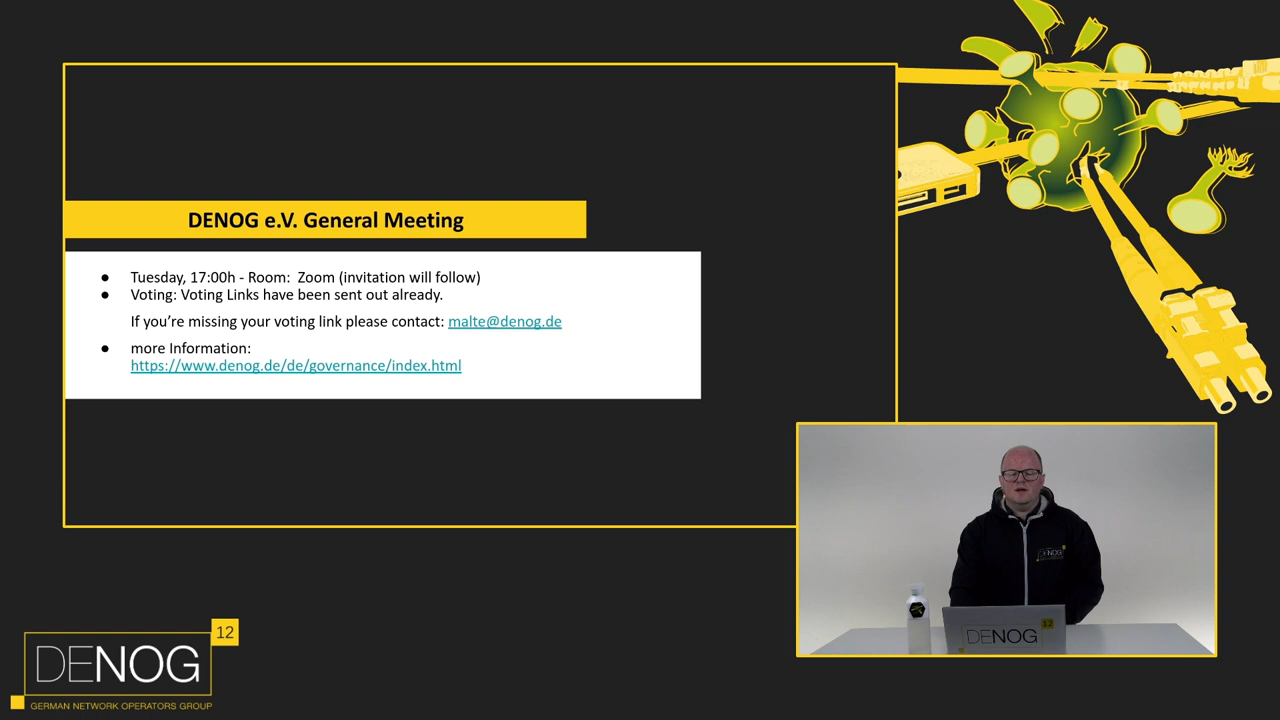 DENOG e.V. General Meeting
● Tuesday, 17:00h - Room: Zoom (invitation will follow)
● Voting: Voting Links have been sent out already.
If you're missing your voting link please contact: malte@denog.de
● more Information:
https://www.denog.de/de/governance/index.html
DENOG
12
DENOG
12
DENOG
GERMAN NETWORK OPERATORS GROUP